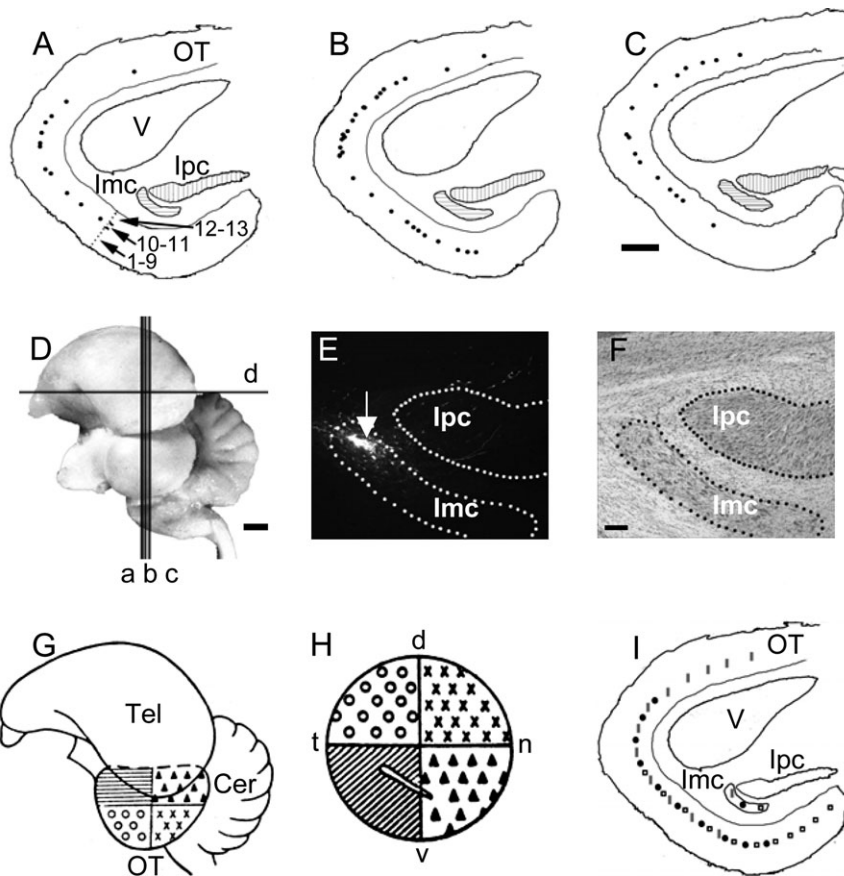 A
OT
V
Imc
Ipc
12-13
10-11
1-9
B
C
D
d
a b c
E
Ipc
Imc
F
Ipc
Imc
G
Tel
Cer
OT
H
d
t
n
v
I
OT
V
Imc
Ipc